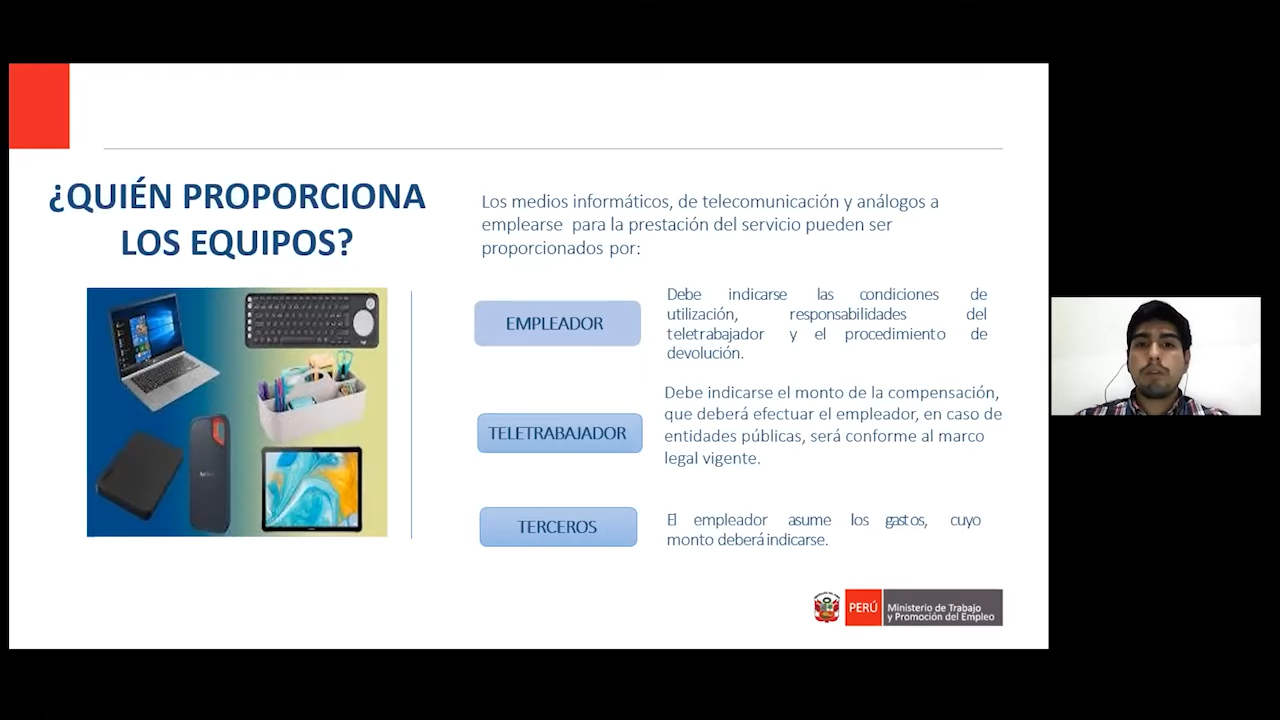 ¿QUIÉN PROPORCIONA
LOS EQUIPOS?
Los medios informáticos, de telecomunicación y análogos a
emplearse para la prestación del servicio pueden ser
proporcionados por:
EMPLEADOR
Debe indicarse las condiciones de
utilización, responsabilidades del
teletrabajador y el procedimiento de
devolución.
TELETRABAJADOR
Debe indicarse el monto de la compensación,
que deberá efectuar el empleador, en caso de
entidades públicas, será conforme al marco
legal vigente.
TERCEROS
El empleador asume los gastos, cuyo
monto deberá indicarse.
PERÚ
Ministerio de Trabajo
y Promoción del Empleo